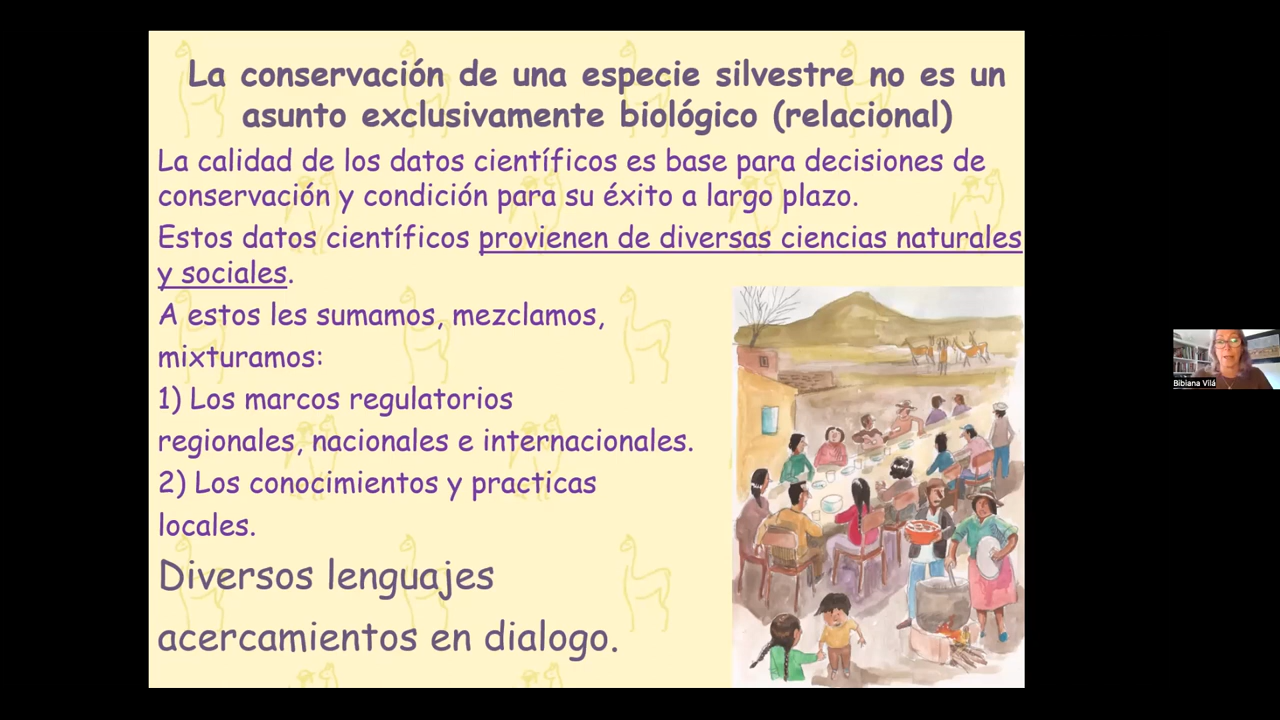 La conservación de una especie silvestre no es un
asunto exclusivamente biológico (relacional)
La calidad de los datos científicos es base para decisiones de
conservación y condición para su éxito a largo plazo.
Estos datos científicos provienen de diversas ciencias naturales
y sociales.
A estos les sumamos, mezclamos,
mixturamos:
1) Los marcos regulatorios
regionales, nacionales e internacionales.
2) Los conocimientos y practicas
locales.
Diversos lenguajes
acercamientos en dialogo.
Bibiana Vilá